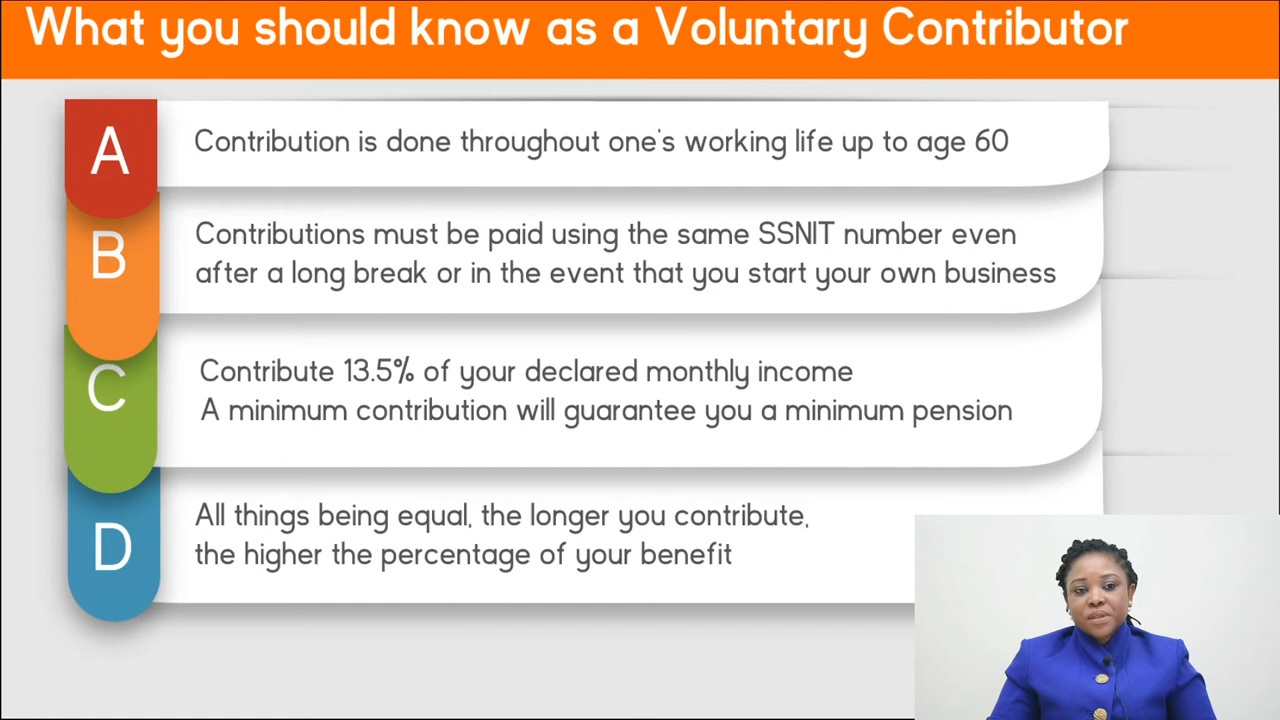 What you should know as a Voluntary Contributor
A
Contribution is done throughout one's working life up to age 60
B
Contributions must be paid using the same SSNIT number even
after a long break or in the event that you start your own business
C
Contribute 13.5% of your declared monthly income
A minimum contribution will guarantee you a minimum pension
D
All things being equal, the longer you contribute,
the higher the percentage of your benefit